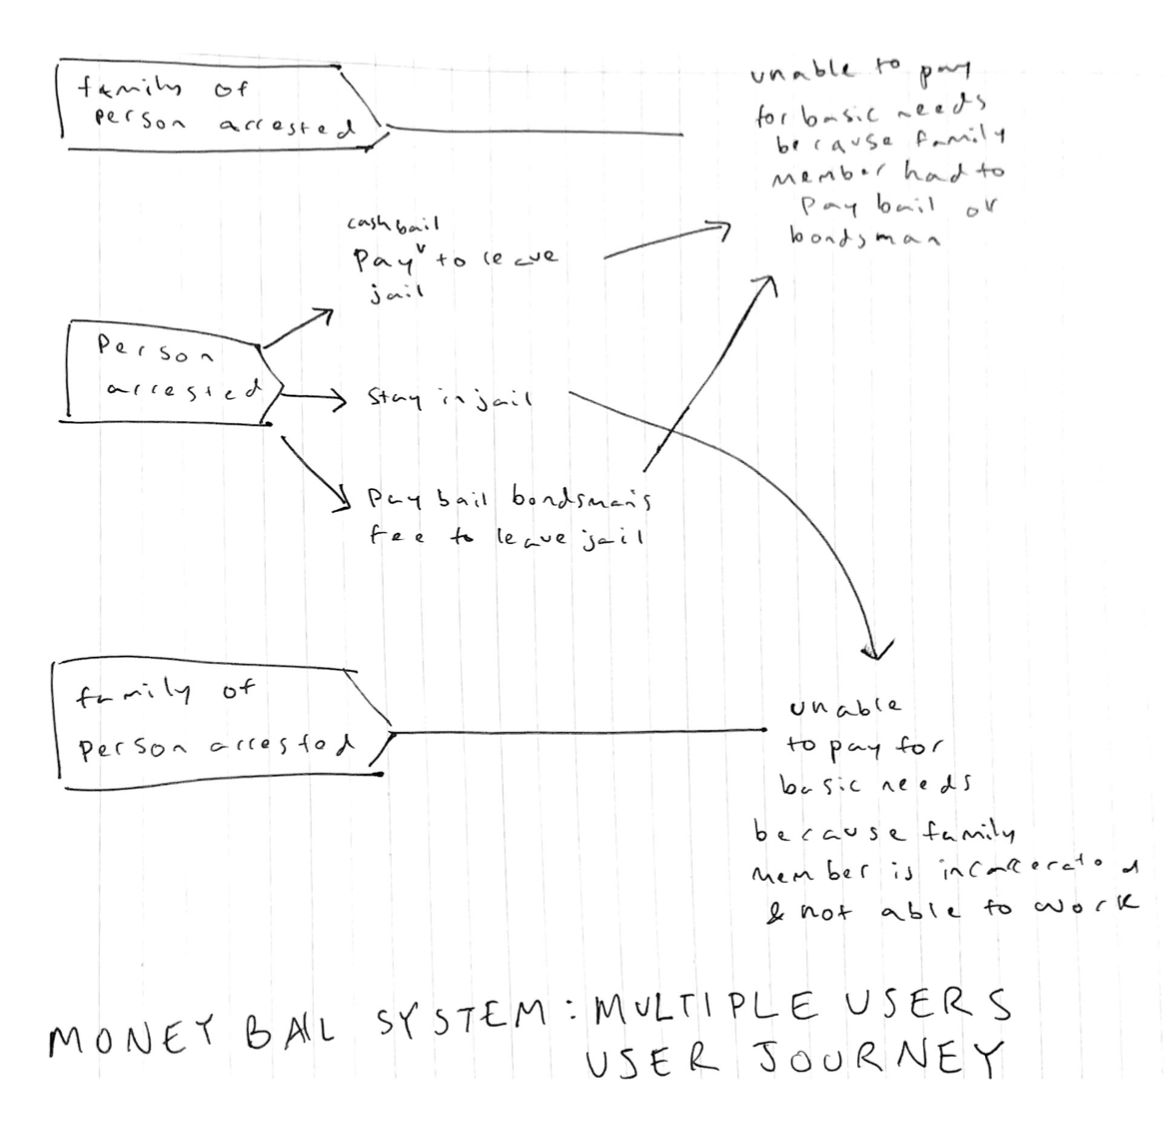 family of
person arrested
unable to pay
for basic needs
because family
member had to
pay bail or
bondsman
cash bail
Pay to leave
jail
Person
arrested
Stay in jail
Pay bail bondsman's
fee to leave jail
family of
person arrested
unable
to pay for
basic needs
because family
member is incarcerated
& not able to work
MONEY BAIL SYSTEM: MULTIPLE USERS
USER JOURNEY